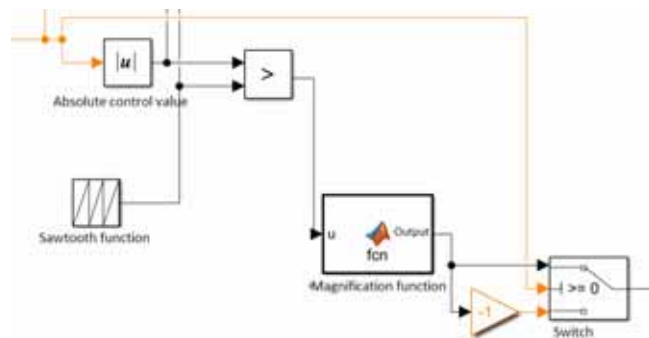 |u|
Absolute control value
>
Sawtooth function
u
Output
fcn
Magnification function
-1
>= 0
Switch